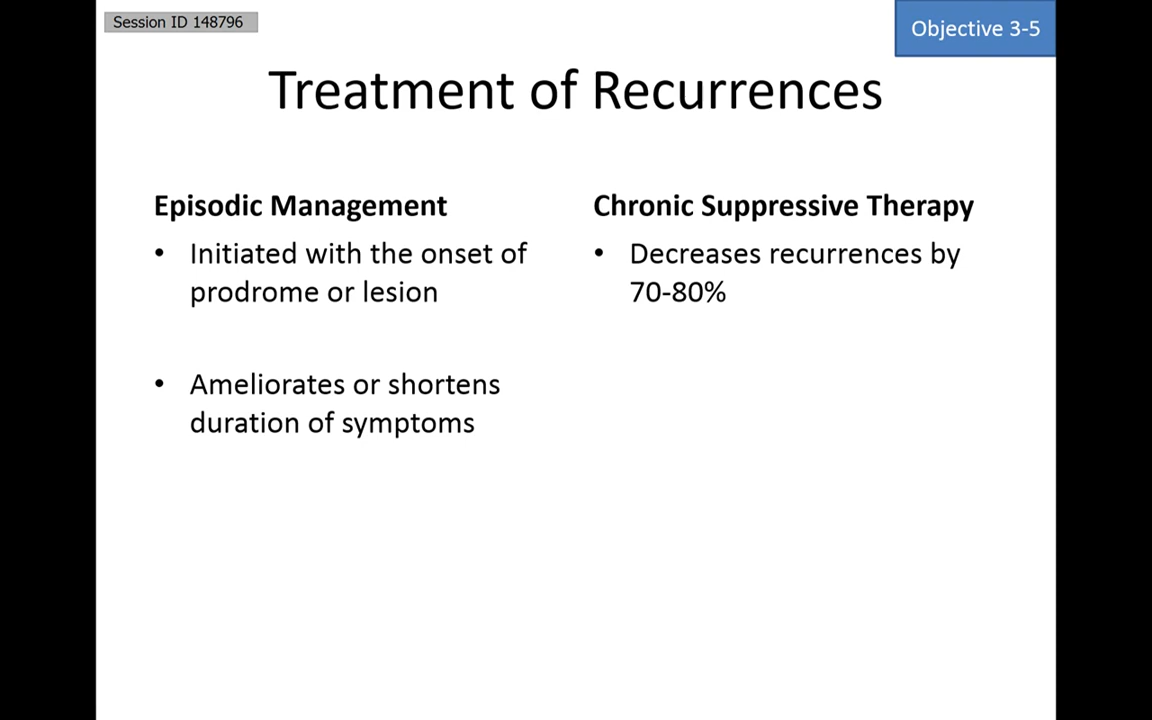 Session ID 148796
Objective 3-5
Treatment of Recurrences
Episodic Management
• Initiated with the onset of
prodrome or lesion
• Ameliorates or shortens
duration of symptoms
Chronic Suppressive Therapy
• Decreases recurrences by
70-80%